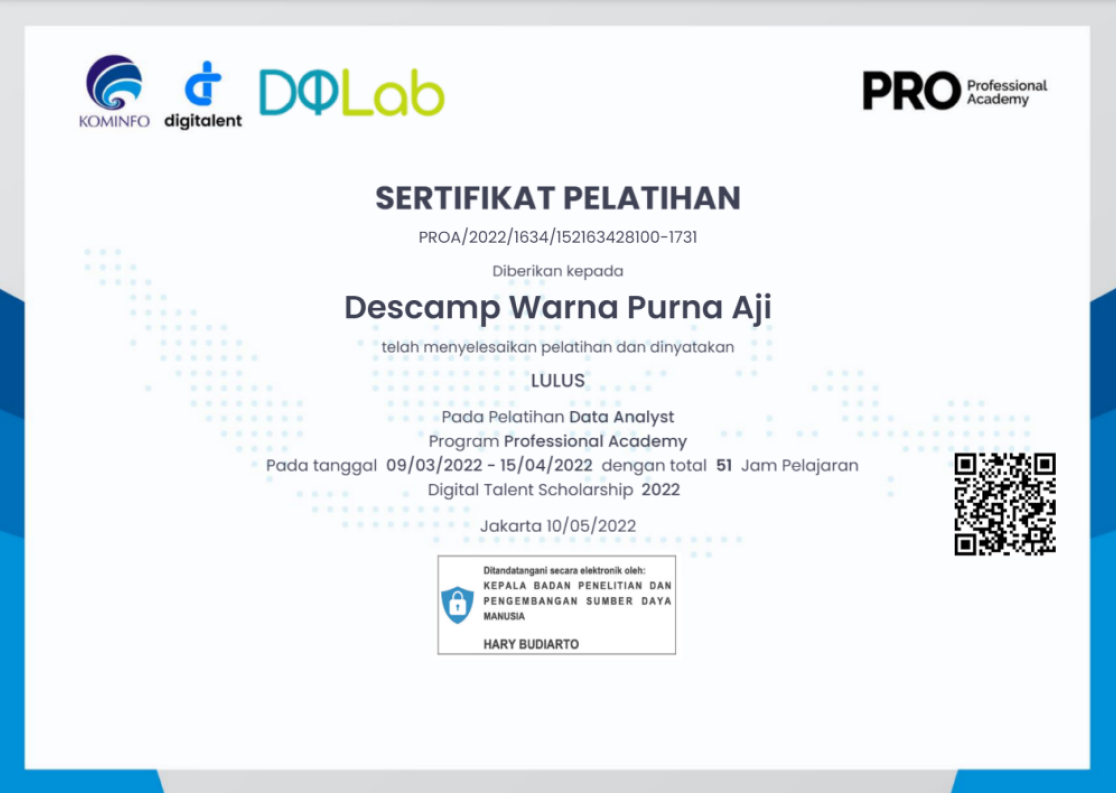 KOMINFO
digitalent
DQLab
PRO Professional Academy
SERTIFIKAT PELATIHAN
PROA/2022/1634/152163428100-1731
Diberikan kepada
Descamp Warna Purna Aji
telah menyelesaikan pelatihan dan dinyatakan
LULUS
Pada Pelatihan Data Analyst
Program Professional Academy
Pada tanggal 09/03/2022 - 15/04/2022 dengan total 51 Jam Pelajaran
Digital Talent Scholarship 2022
Jakarta 10/05/2022
Ditandatangani secara elektronik oleh:
KEPALA BADAN PENELITIAN DAN
PENGEMBANGAN SUMBER DAYA
MANUSIA
HARY BUDIARTO